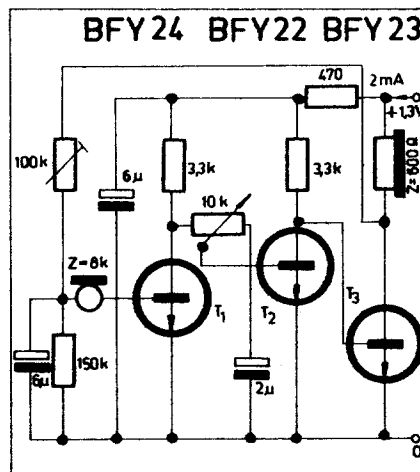 BFY24 BFY22 BFY23
470
2mA
+1,3V
100k
6μ
3,3k
3,3k
Z=600Ω
10k
Z=8k
T1
T2
T3
6μ
150k
2μ
0